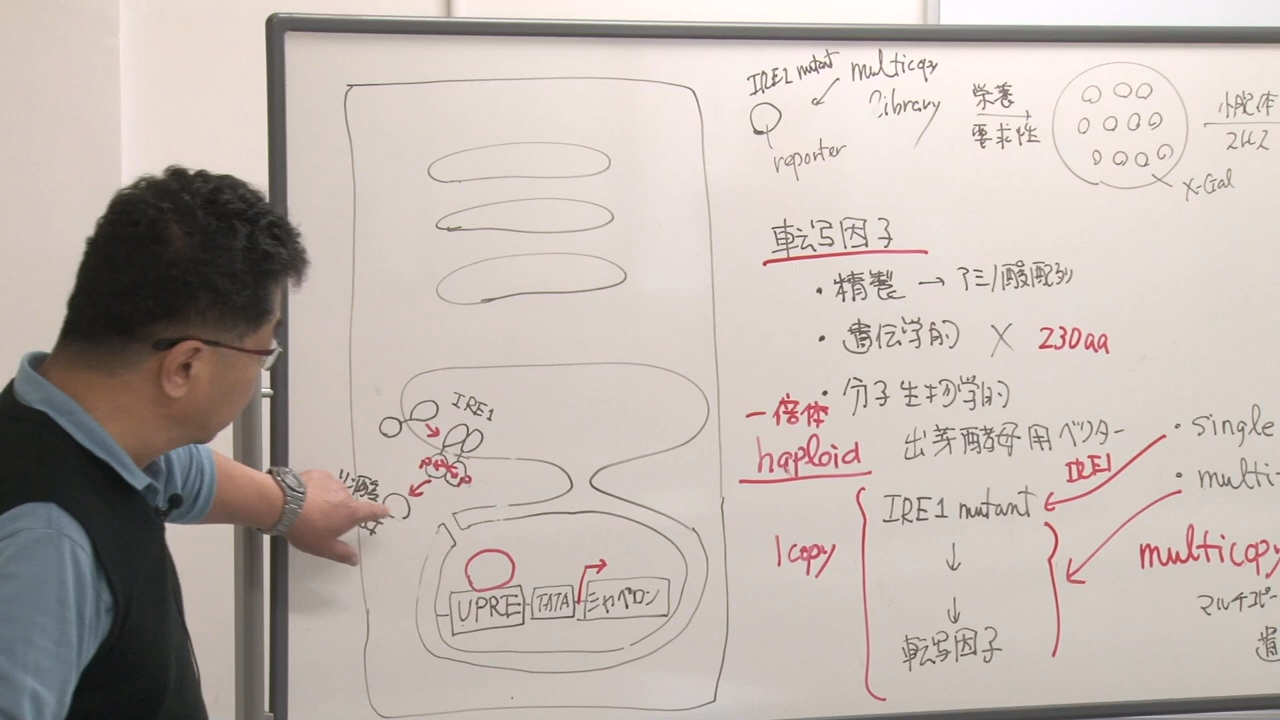 IRE1 mutant
multicopy
library
reporter
栄養
要求性
X-Gal
小胞体
ストレス
転写因子
・精製 → アミノ酸配列
・遺伝学的 × 230aa
・分子生物学的
一倍体
haploid
出芽酵母用ベクター
・single
・multi-
IRE1
IRE1 mutant
↓
↓
転写因子
1copy
multicopy
マルチコピー
遺
IRE1
P
P
UPRE
TATA
シャペロン